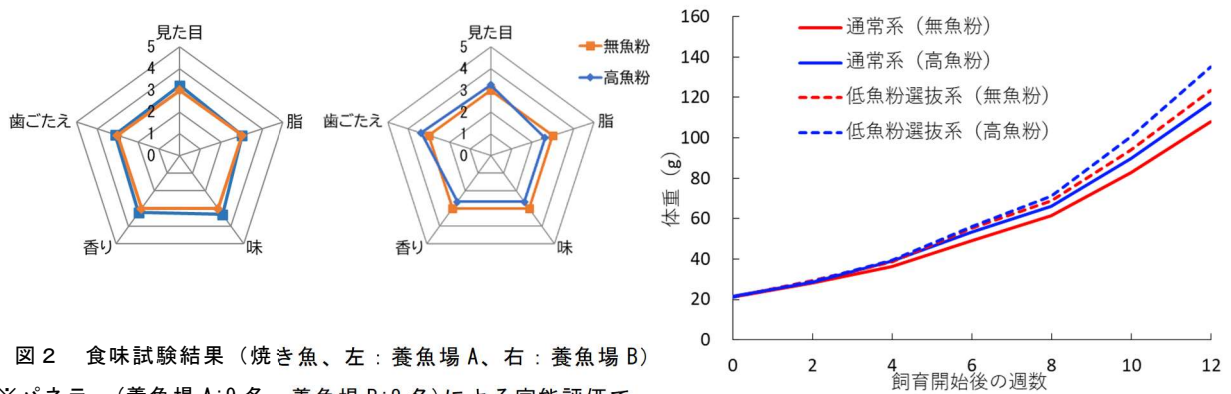 見た目
5
4
3
2
1
0
脂
味
香り
歯ごたえ
見た目
5
4
3
2
1
0
脂
味
香り
歯ごたえ
無魚粉
高魚粉
図2 食味試験結果（焼き魚、左：養魚場A、右：養魚場B）
160
140
120
100
80
60
40
20
0
体重（g）
通常系（無魚粉）
通常系（高魚粉）
低魚粉選抜系（無魚粉）
低魚粉選抜系（高魚粉）
0 2 4 6 8 10 12
飼育開始後の週数